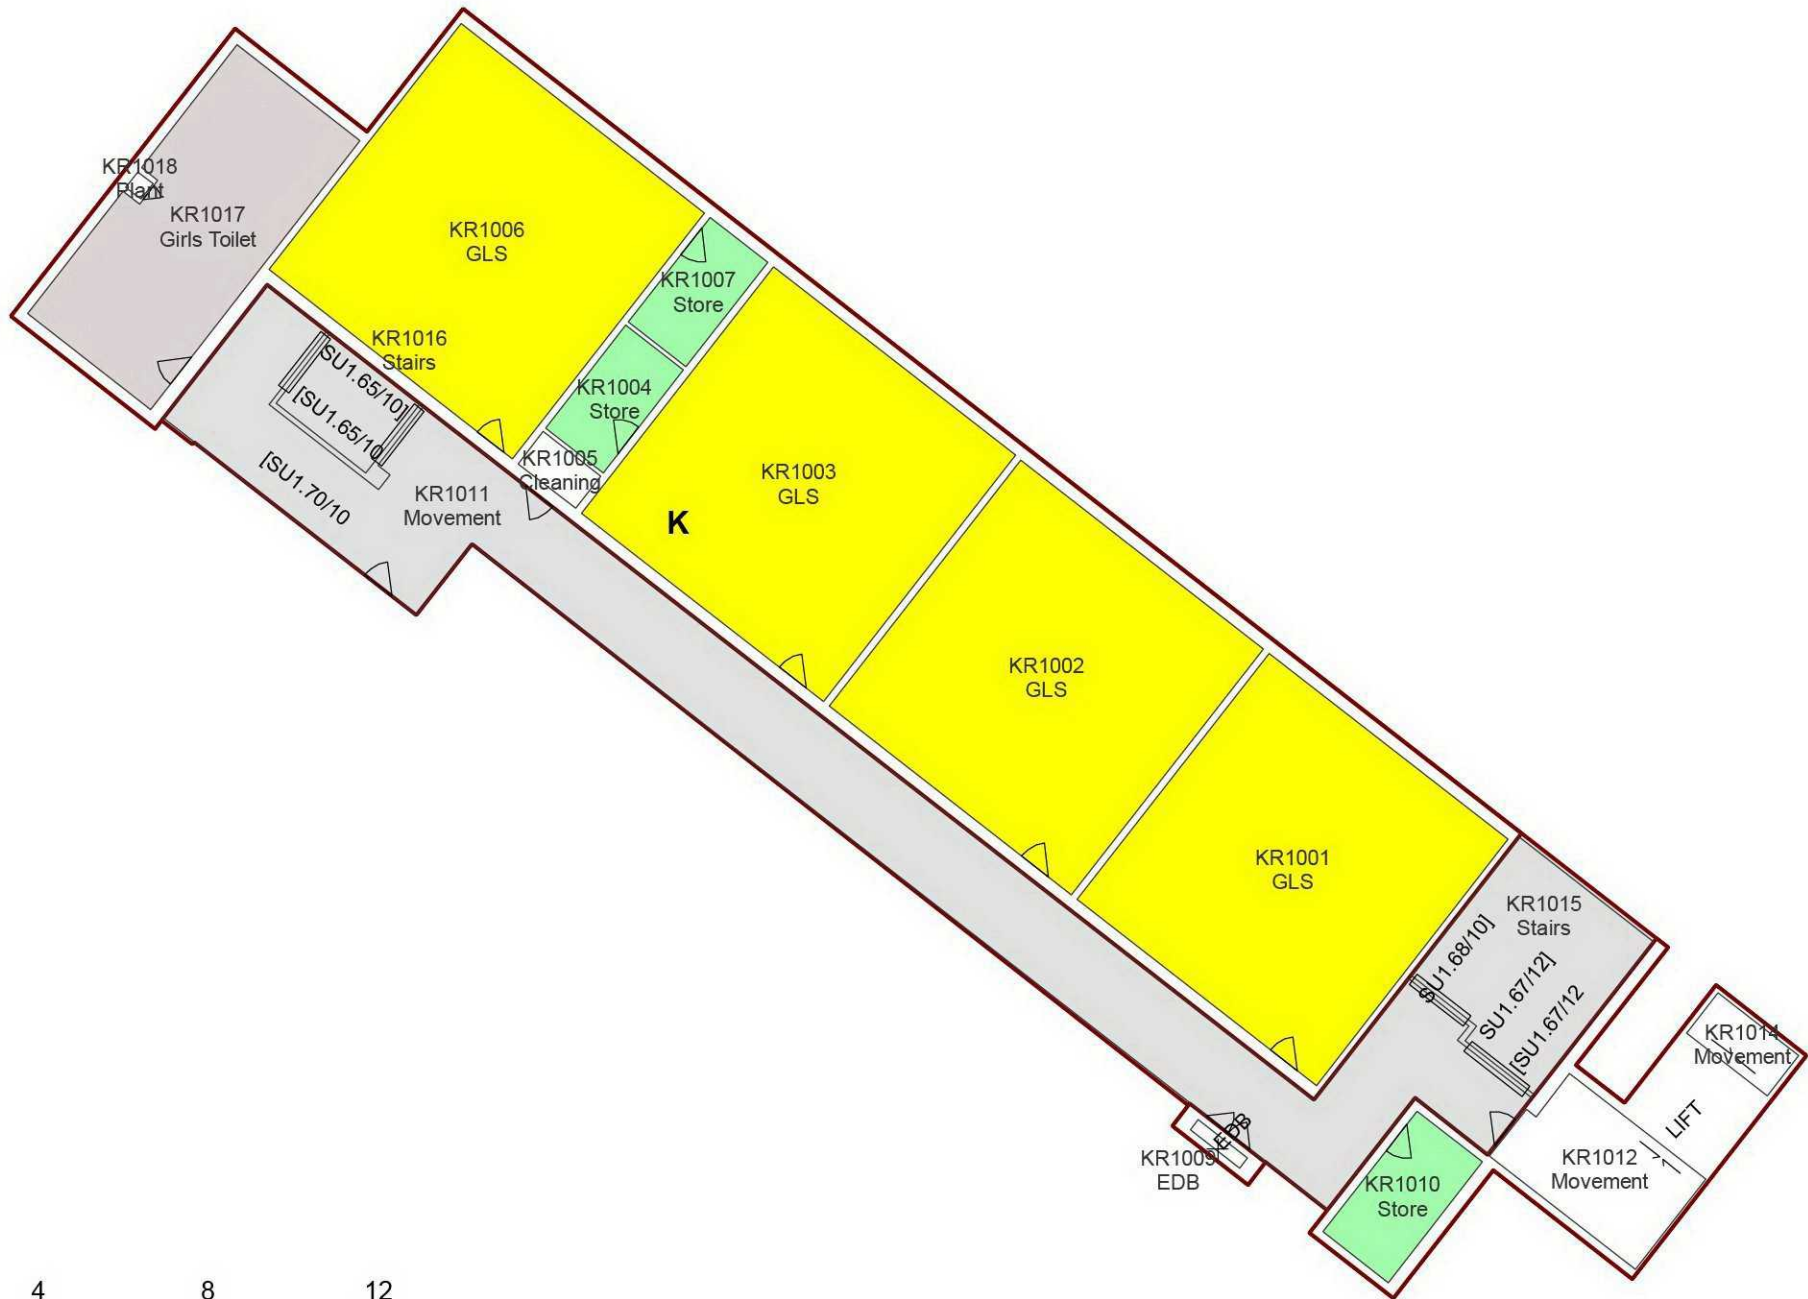 KR1018
Plant
KR1017
Girls Toilet
KR1006
GLS
KR1007
Store
KR1016
Stairs
[SU1.65/10]
[SU1.65/10
[SU1.70/10
KR1004
Store
KR1005
Cleaning
KR1011
Movement
KR1003
GLS
K
KR1002
GLS
KR1001
GLS
KR1015
Stairs
SU1.68/10]
SU1.67/12]
[SU1.67/12
KR1014
Movement
LIFT
EDB
KR1009
EDB
KR1012
Movement
KR1010
Store
4 8 12